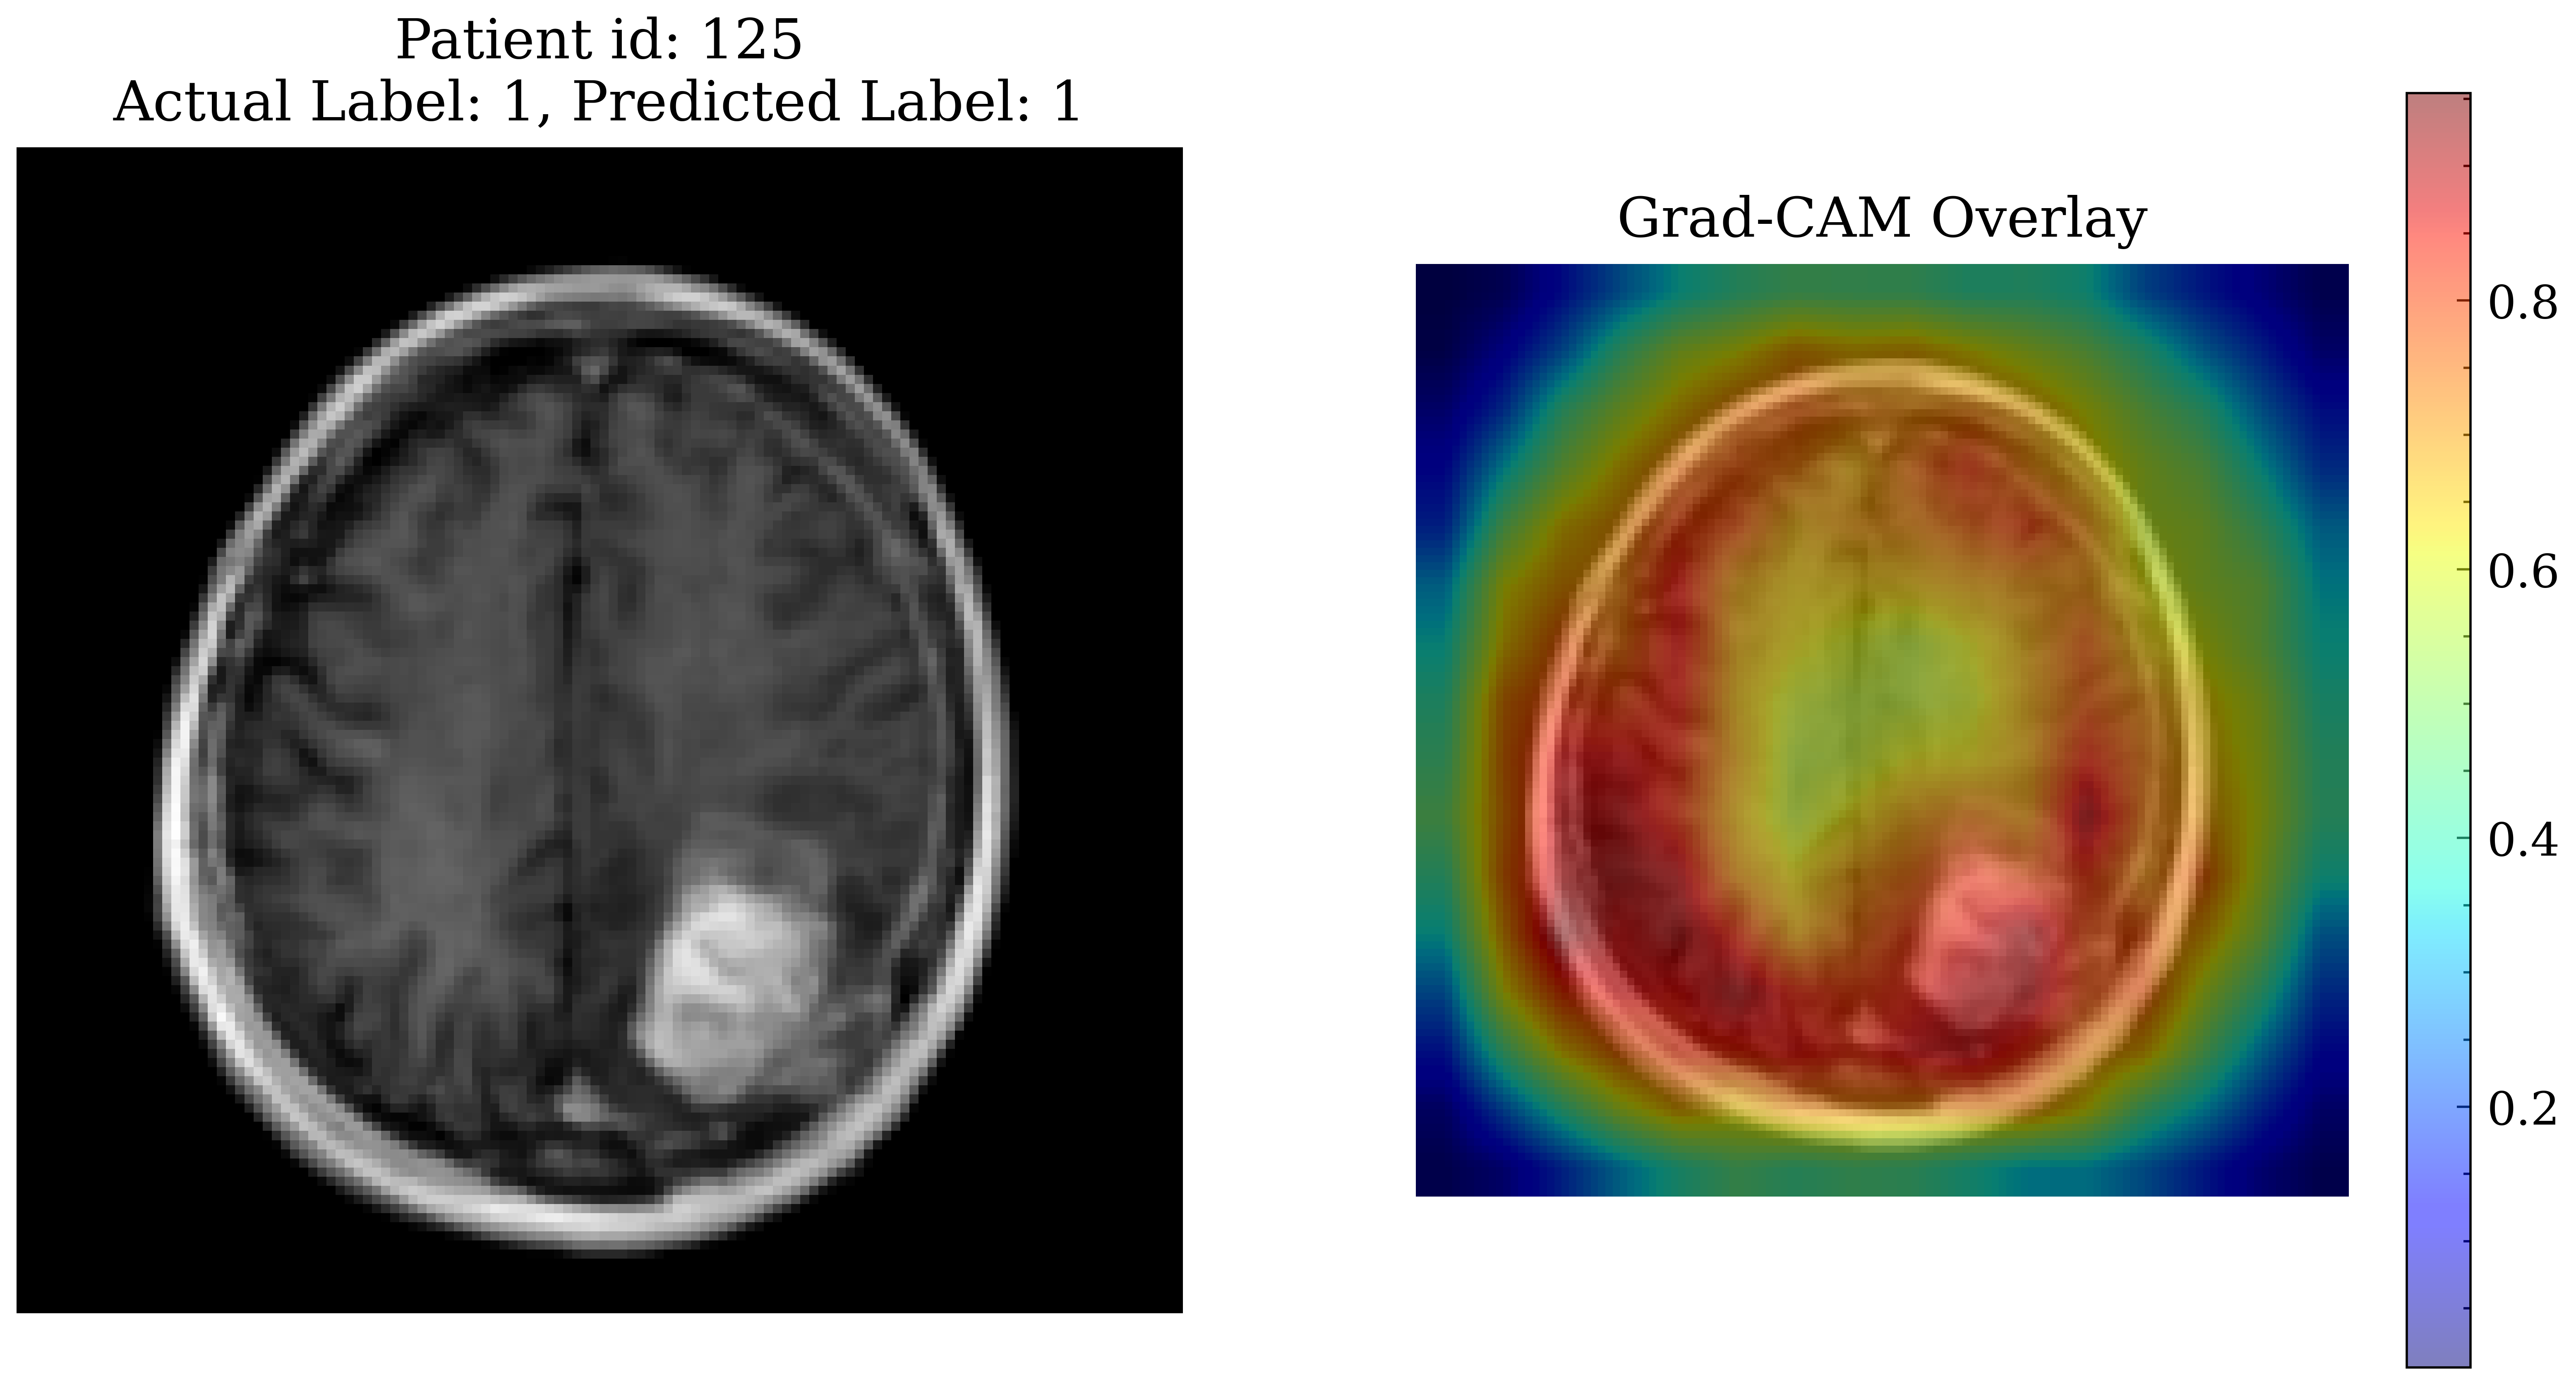 Patient id: 125
Actual Label: 1, Predicted Label: 1
Grad-CAM Overlay
0.8
0.6
0.4
0.2